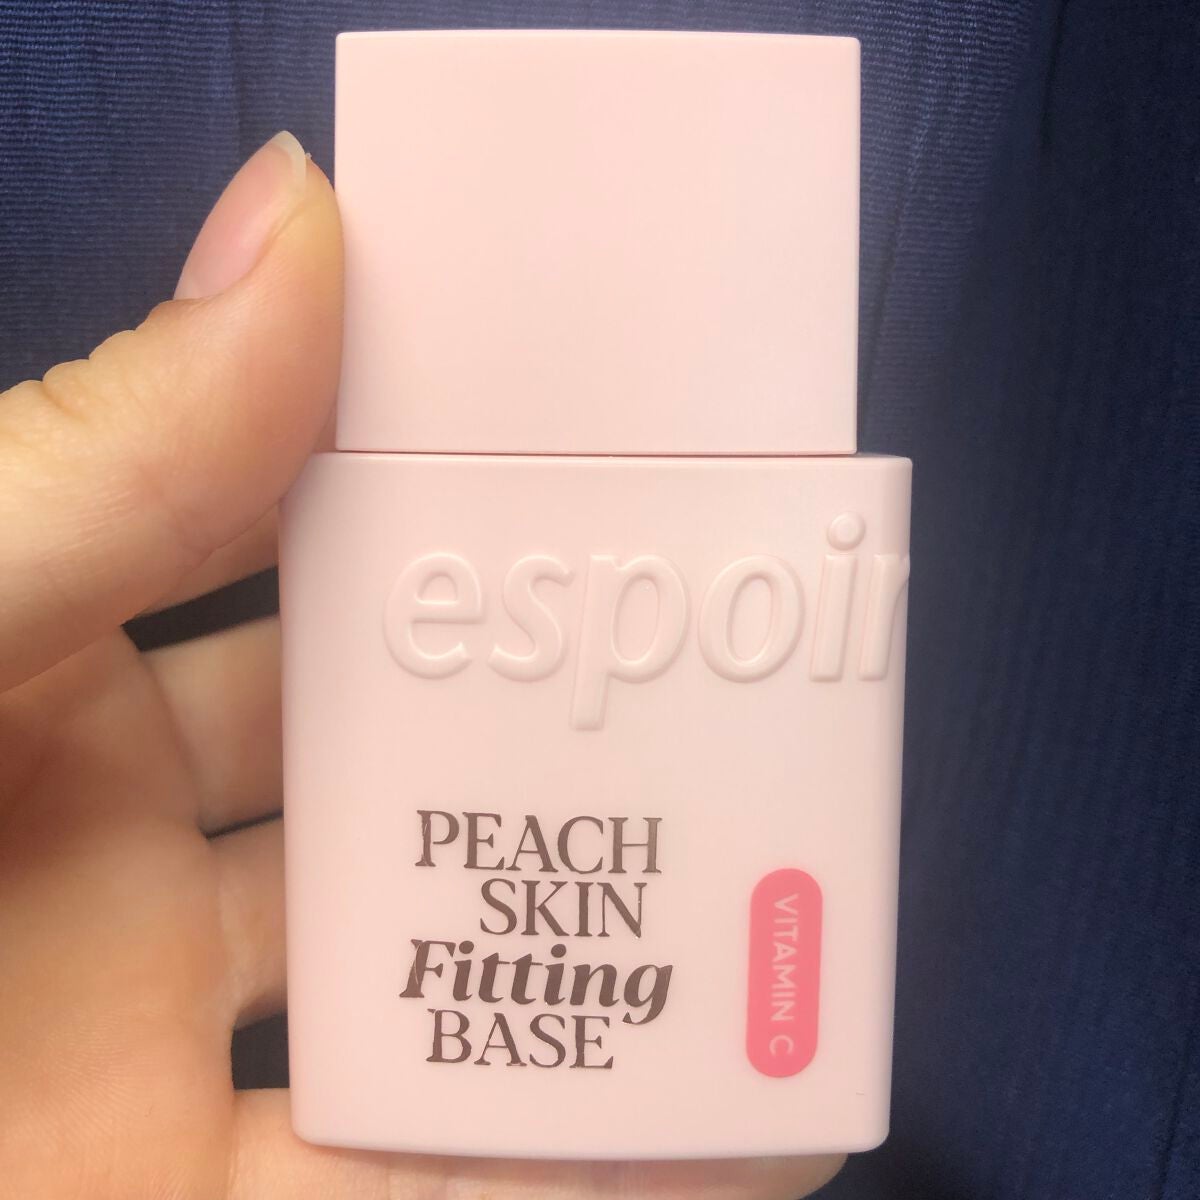 espoir
PEACH
SKIN
Fitting
BASE
VITAMIN C